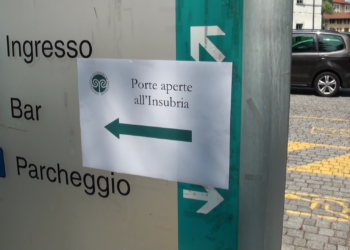 Ingresso
Porte aperte
all'Insubria
Bar
Parcheggio